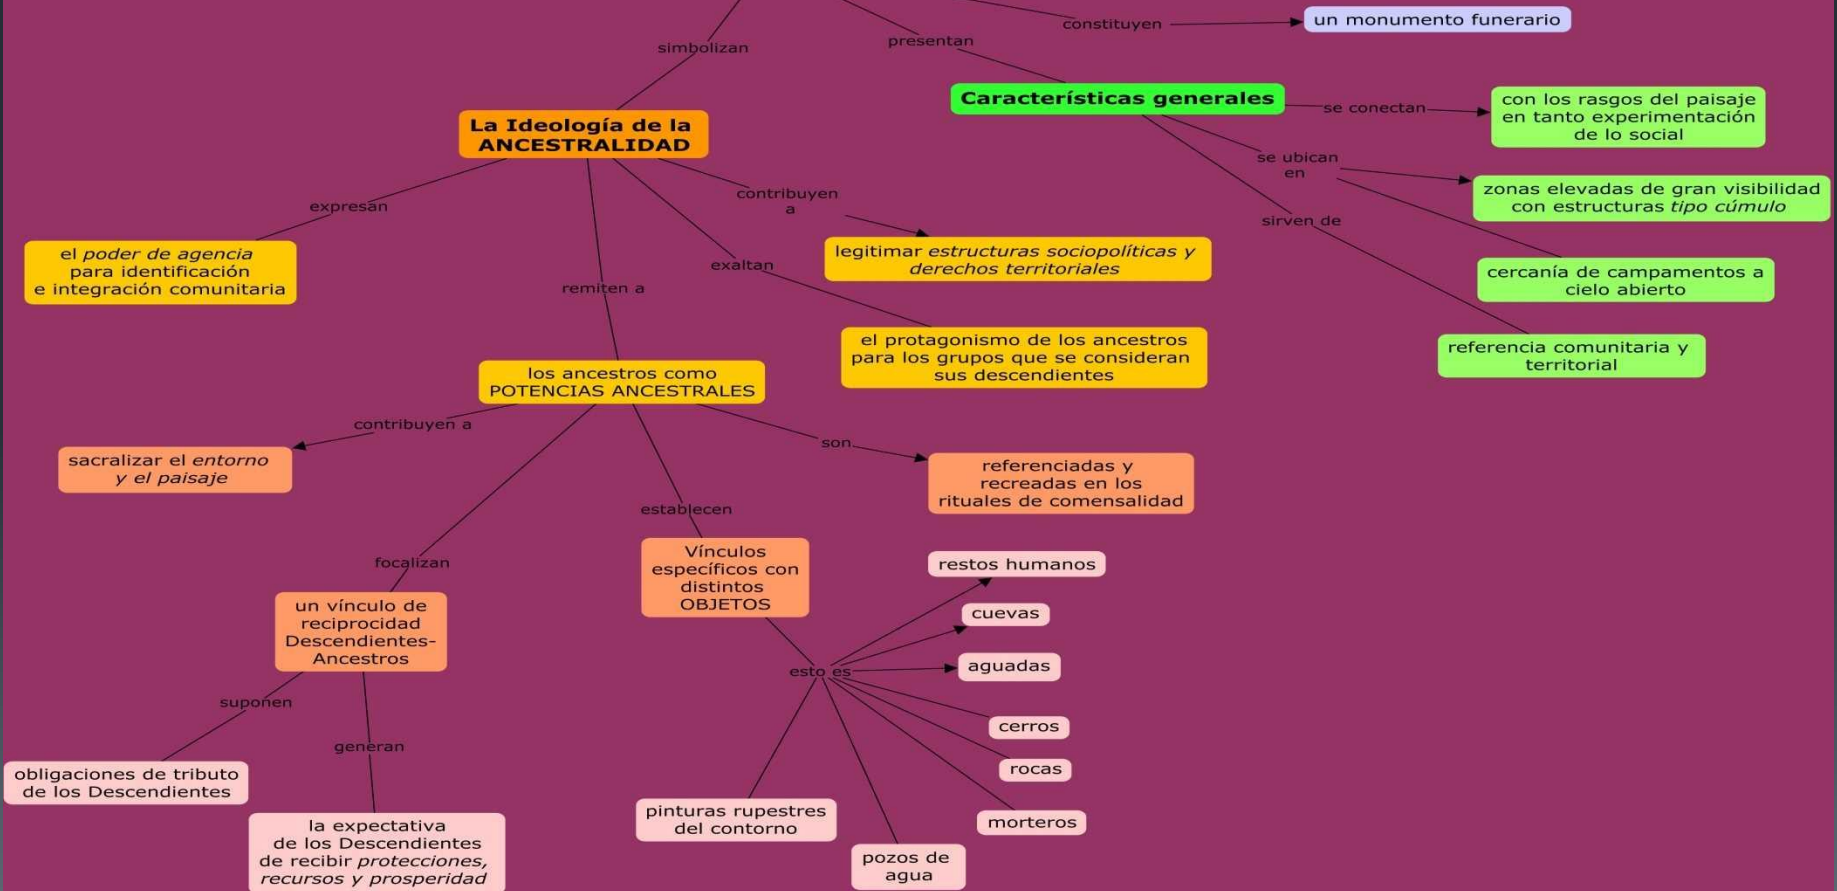 constituyen
un monumento funerario
simbolizan
presentan
Características generales
se conectan
con los rasgos del paisaje
en tanto experimentación
de lo social
La Ideología de la
ANCESTRALIDAD
se ubican
en
zonas elevadas de gran visibilidad
con estructuras tipo cúmulo
expresan
contribuyen
a
sirven de
el poder de agencia
para identificación
e integración comunitaria
legitimar estructuras sociopolíticas y
derechos territoriales
exaltan
cercanía de campamentos a
cielo abierto
remiten a
el protagonismo de los ancestros
para los grupos que se consideran
sus descendientes
referencia comunitaria y
territorial
los ancestros como
POTENCIAS ANCESTRALES
contribuyen a
son
sacralizar el entorno
y el paisaje
referenciadas y
recreadas en los
rituales de comensalidad
establecen
focalizan
Vínculos
específicos con
distintos
OBJETOS
restos humanos
cuevas
un vínculo de
reciprocidad
Descendientes-
Ancestros
esto es
aguadas
suponen
generan
cerros
rocas
obligaciones de tributo
de los Descendientes
pinturas rupestres
del contorno
morteros
la expectativa
de los Descendientes
de recibir protecciones,
recursos y prosperidad
pozos de
agua